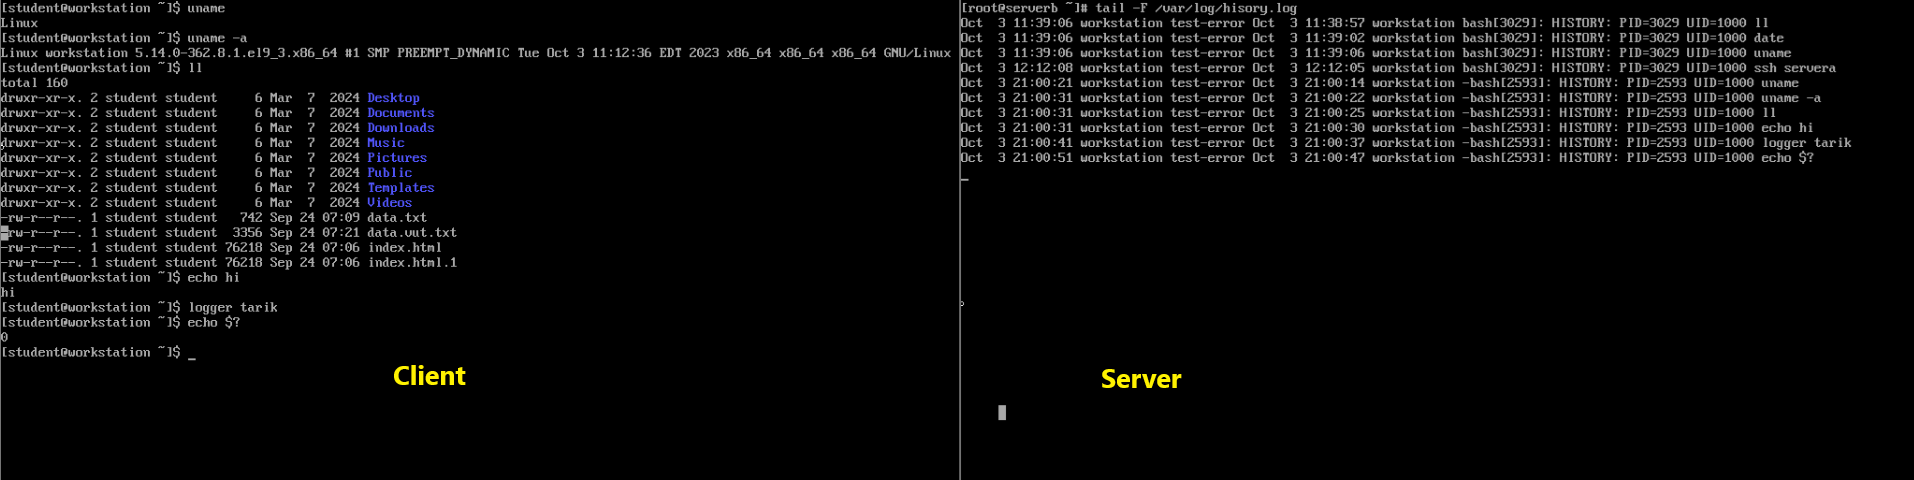 [student@workstation ~]$ uname
Linux
[student@workstation ~]$ uname -a
Linux workstation 5.14.0-362.8.1.el9_3.x86_64 #1 SMP PREEMPT_DYNAMIC Tue Oct 3 11:12:36 EDT 2023 x86_64 x86_64 x86_64 GNU/Linux
[student@workstation ~]$ ll
total 160
drwxr-xr-x. 2 student student     6 Mar  7  2024 Desktop
drwxr-xr-x. 2 student student     6 Mar  7  2024 Documents
drwxr-xr-x. 2 student student     6 Mar  7  2024 Downloads
drwxr-xr-x. 2 student student     6 Mar  7  2024 Music
drwxr-xr-x. 2 student student     6 Mar  7  2024 Pictures
drwxr-xr-x. 2 student student     6 Mar  7  2024 Public
drwxr-xr-x. 2 student student     6 Mar  7  2024 Templates
drwxr-xr-x. 2 student student     6 Mar  7  2024 Videos
-rw-r--r--. 1 student student   742 Sep 24 07:09 data.txt
-rw-r--r--. 1 student student  3356 Sep 24 07:21 data.vut.txt
-rw-r--r--. 1 student student 76218 Sep 24 07:06 index.html
-rw-r--r--. 1 student student 76218 Sep 24 07:06 index.html.1
[student@workstation ~]$ echo hi
hi
[student@workstation ~]$ logger tarik
[student@workstation ~]$ echo $?
0
[student@workstation ~]$ _
Client
[root@serverb ~]# tail -F /var/log/hisory.log
Oct  3 11:39:06 workstation test-error Oct  3 11:38:57 workstation bash[3029]: HISTORY: PID=3029 UID=1000 ll
Oct  3 11:39:06 workstation test-error Oct  3 11:39:02 workstation bash[3029]: HISTORY: PID=3029 UID=1000 date
Oct  3 11:39:06 workstation test-error Oct  3 11:39:06 workstation bash[3029]: HISTORY: PID=3029 UID=1000 uname
Oct  3 12:12:08 workstation test-error Oct  3 12:12:05 workstation bash[3029]: HISTORY: PID=3029 UID=1000 ssh servera
Oct  3 21:00:21 workstation test-error Oct  3 21:00:14 workstation -bash[2593]: HISTORY: PID=2593 UID=1000 uname
Oct  3 21:00:31 workstation test-error Oct  3 21:00:22 workstation -bash[2593]: HISTORY: PID=2593 UID=1000 uname -a
Oct  3 21:00:31 workstation test-error Oct  3 21:00:25 workstation -bash[2593]: HISTORY: PID=2593 UID=1000 ll
Oct  3 21:00:31 workstation test-error Oct  3 21:00:30 workstation -bash[2593]: HISTORY: PID=2593 UID=1000 echo hi
Oct  3 21:00:41 workstation test-error Oct  3 21:00:37 workstation -bash[2593]: HISTORY: PID=2593 UID=1000 logger tarik
Oct  3 21:00:51 workstation test-error Oct  3 21:00:47 workstation -bash[2593]: HISTORY: PID=2593 UID=1000 echo $?
Server